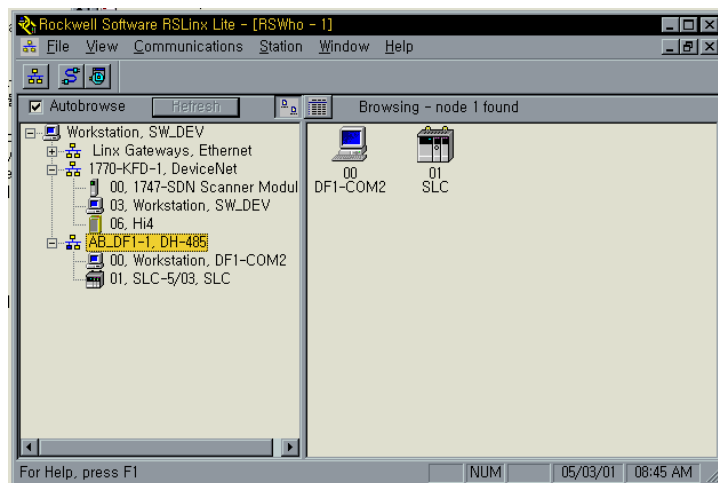 Rockwell Software RSLinx Lite - [RSWho - 1]
File View Communications Station Window Help
Autobrowse Refresh Browsing - node 1 found
Workstation, SW_DEV
Linx Gateways, Ethernet
1770-KFD-1, DeviceNet
00, 1747-SDN Scanner Modul
03, Workstation, SW_DEV
06, Hi4
AB_DF1-1, DH-485
00, Workstation, DF1-COM2
01, SLC-5/03, SLC
00 01
DF1-COM2 SLC
For Help, press F1 NUM 05/03/01 08:45 AM